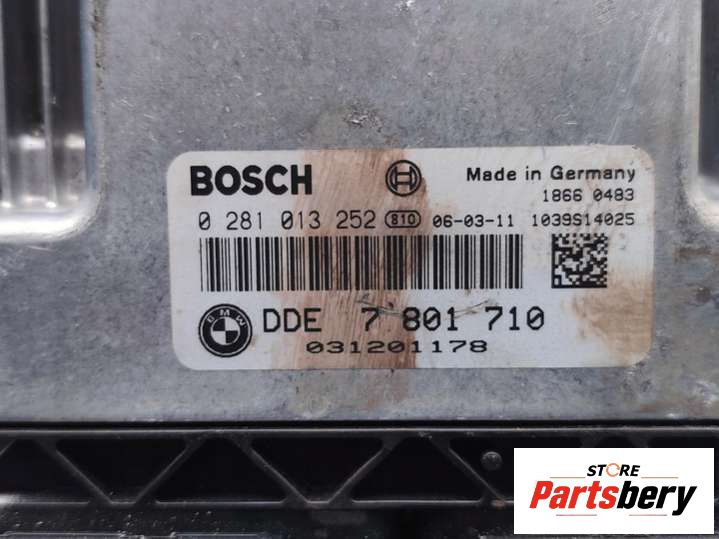 BOSCH
Made in Germany
1866 0483
0 281 013 252 810 06-03-11 1039S14025
BMW DDE 7 801 710
031201178
STORE
Partsbery